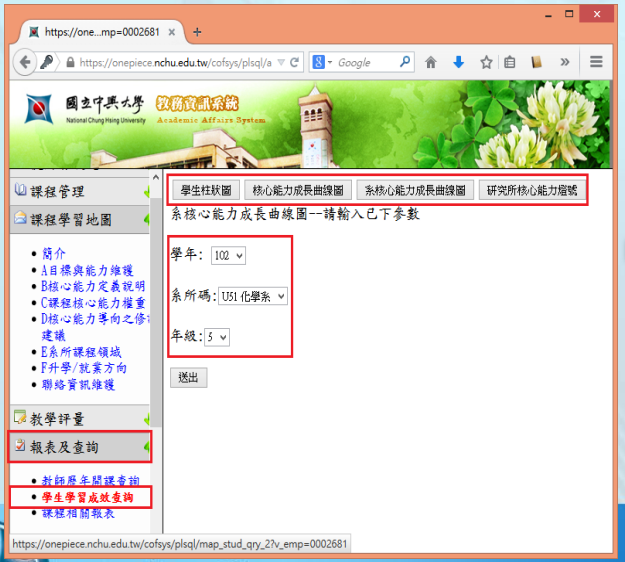 https://one...mp=0002681
https://onepiece.nchu.edu.tw/cofsys/plsql/a
Google
國立中興大學
National Chung Hsing University
教務資訊系統
Academic Affairs System
課程管理
課程學習地圖
簡介
A目標與能力維護
B核心能力定義說明
C課程核心能力權重
D核心能力導向之修
建議
E系所課程領域
F升學/就業方向
聯絡資訊維護
教學評量
報表及查詢
教師歷年開課查詢
學生學習成效查詢
課程相關報表
學生柱狀圖 核心能力成長曲線圖 系核心能力成長曲線圖 研究所核心能力燈號
系核心能力成長曲線圖--請輸入已下參數
學年: 102
系所碼: U51 化學系
年級: 5
送出
https://onepiece.nchu.edu.tw/cofsys/plsql/map_stud_qry_2?v_emp=0002681